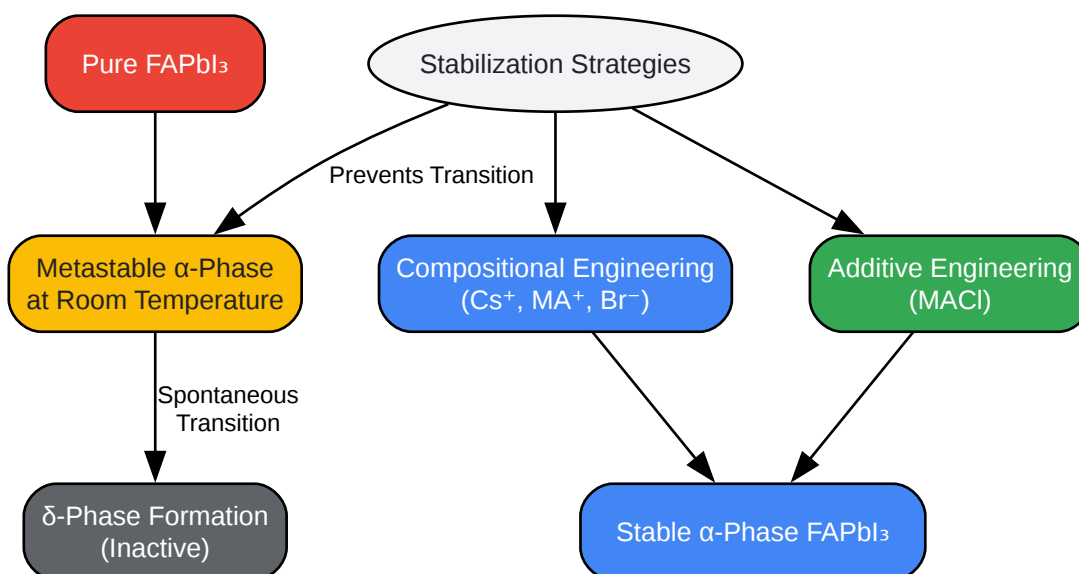 Pure FAPbI₃
Stabilization Strategies
Prevents Transition
Metastable α-Phase
at Room Temperature
Compositional Engineering
(Cs⁺, MA⁺, Br⁻)
Additive Engineering
(MACl)
Spontaneous
Transition
δ-Phase Formation
(Inactive)
Stable α-Phase FAPbI₃